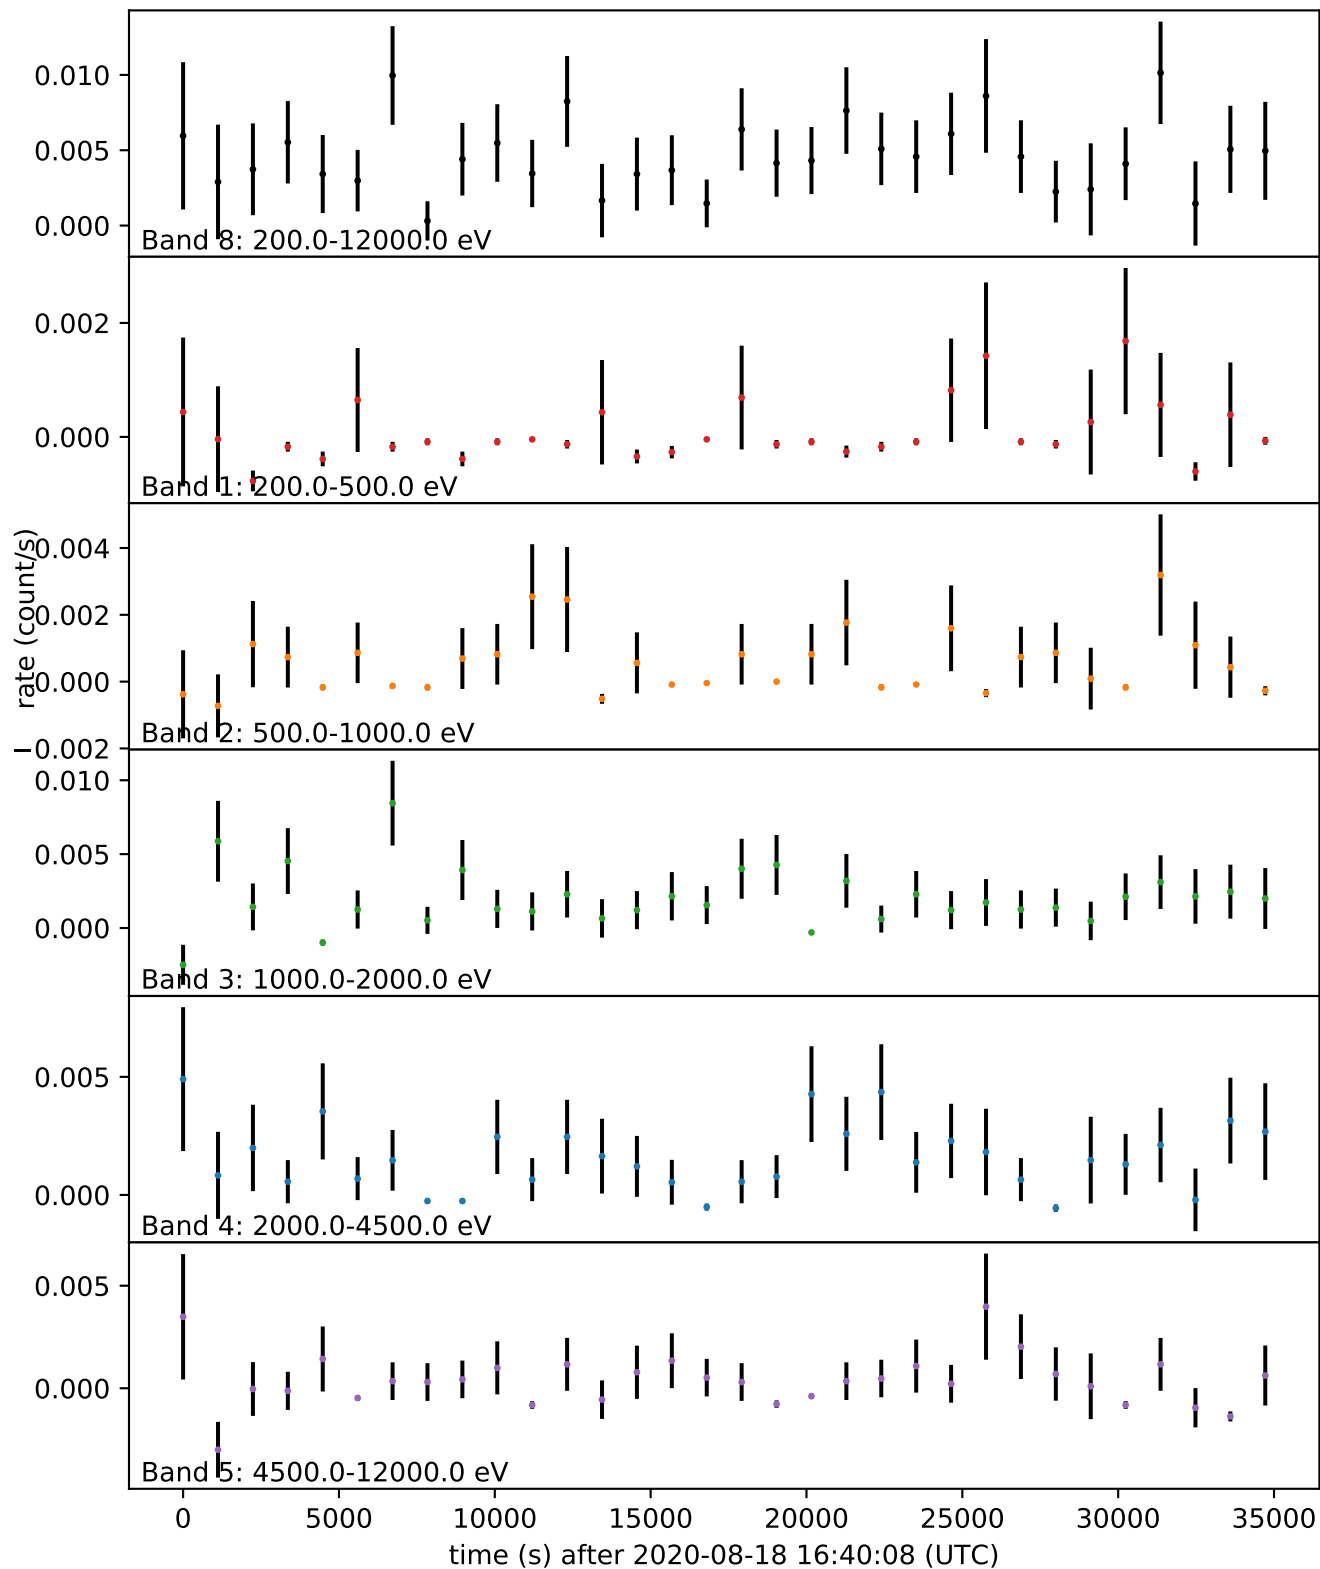 0.010
0.005
0.000
Band 8: 200.0-12000.0 eV
0.002
0.000
Band 1: 200.0-500.0 eV
rate (count/s)
0.004
0.002
0.000
−0.002
Band 2: 500.0-1000.0 eV
0.010
0.005
0.000
Band 3: 1000.0-2000.0 eV
0.005
0.000
Band 4: 2000.0-4500.0 eV
0.005
0.000
Band 5: 4500.0-12000.0 eV
0 5000 10000 15000 20000 25000 30000 35000
time (s) after 2020-08-18 16:40:08 (UTC)